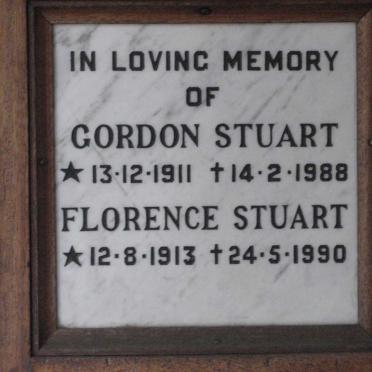 IN LOVING MEMORY
OF
GORDON STUART
★ 13·12·1911 †14·2·1988
FLORENCE STUART
★ 12·8·1913 †24·5·1990